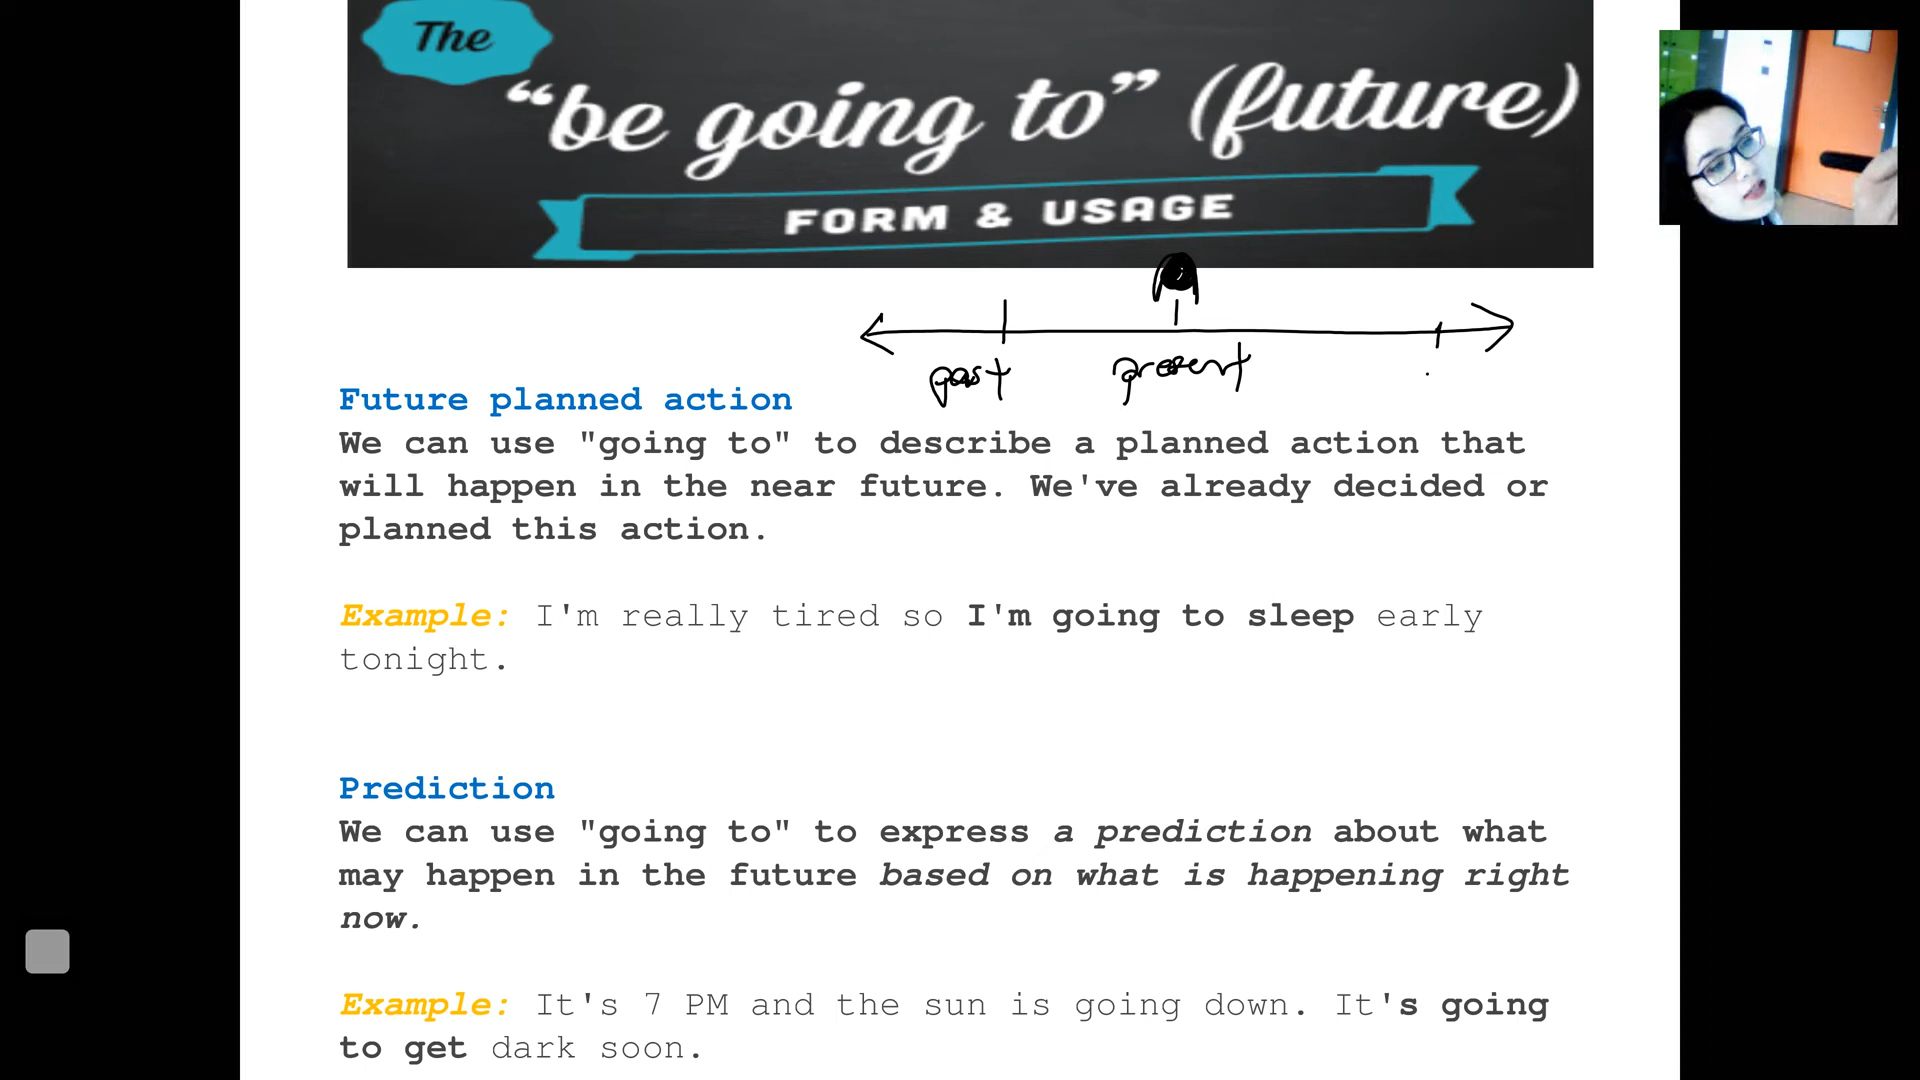 The
“be going to” (future)
FORM & USAGE
past present
Future planned action
We can use "going to" to describe a planned action that
will happen in the near future. We've already decided or
planned this action.
Example: I'm really tired so I'm going to sleep early
tonight.
Prediction
We can use "going to" to express a prediction about what
may happen in the future based on what is happening right
now.
Example: It's 7 PM and the sun is going down. It's going
to get dark soon.